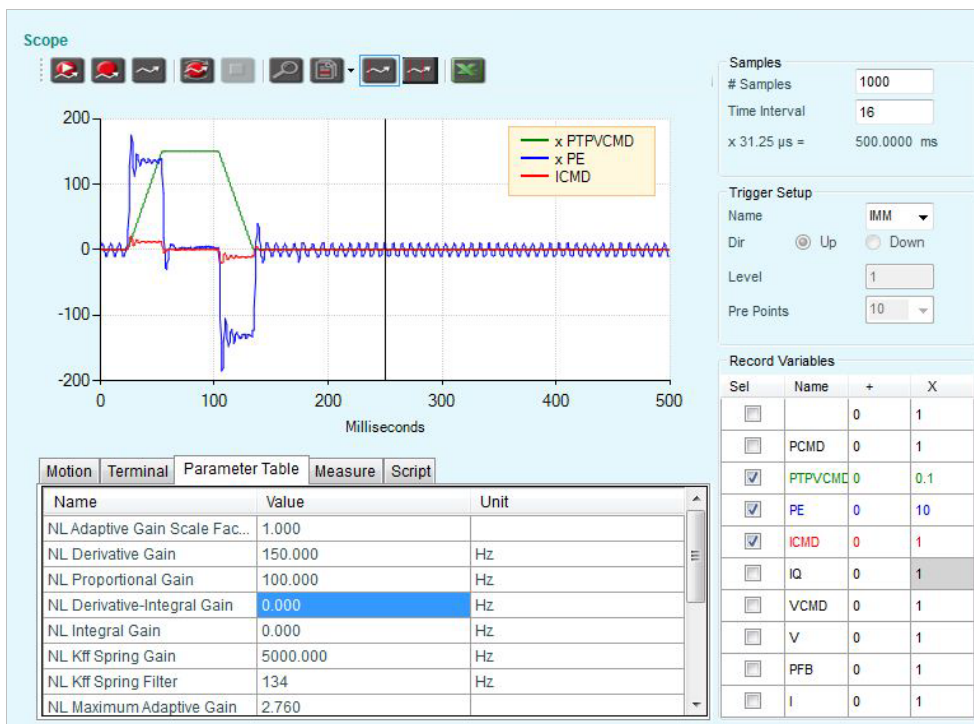 Scope
200
100
0
-100
-200
0
100
200
300
400
500
Milliseconds
x PTPVCMD
x PE
ICMD
Samples
# Samples 1000
Time Interval 16
x 31.25 µs = 500.0000 ms
Trigger Setup
Name IMM
Dir Up Down
Level 1
Pre Points 10
Record Variables
Sel Name + X
0 1
PCMD 0 1
PTPVCMD 0 0.1
PE 0 10
ICMD 0 1
IQ 0 1
VCMD 0 1
V 0 1
PFB 0 1
I 0 1
Motion Terminal Parameter Table Measure Script
Name Value Unit
NL Adaptive Gain Scale Fac... 1.000
NL Derivative Gain 150.000 Hz
NL Proportional Gain 100.000 Hz
NL Derivative-Integral Gain 0.000 Hz
NL Integral Gain 0.000 Hz
NL Kff Spring Gain 5000.000 Hz
NL Kff Spring Filter 134 Hz
NL Maximum Adaptive Gain 2.760